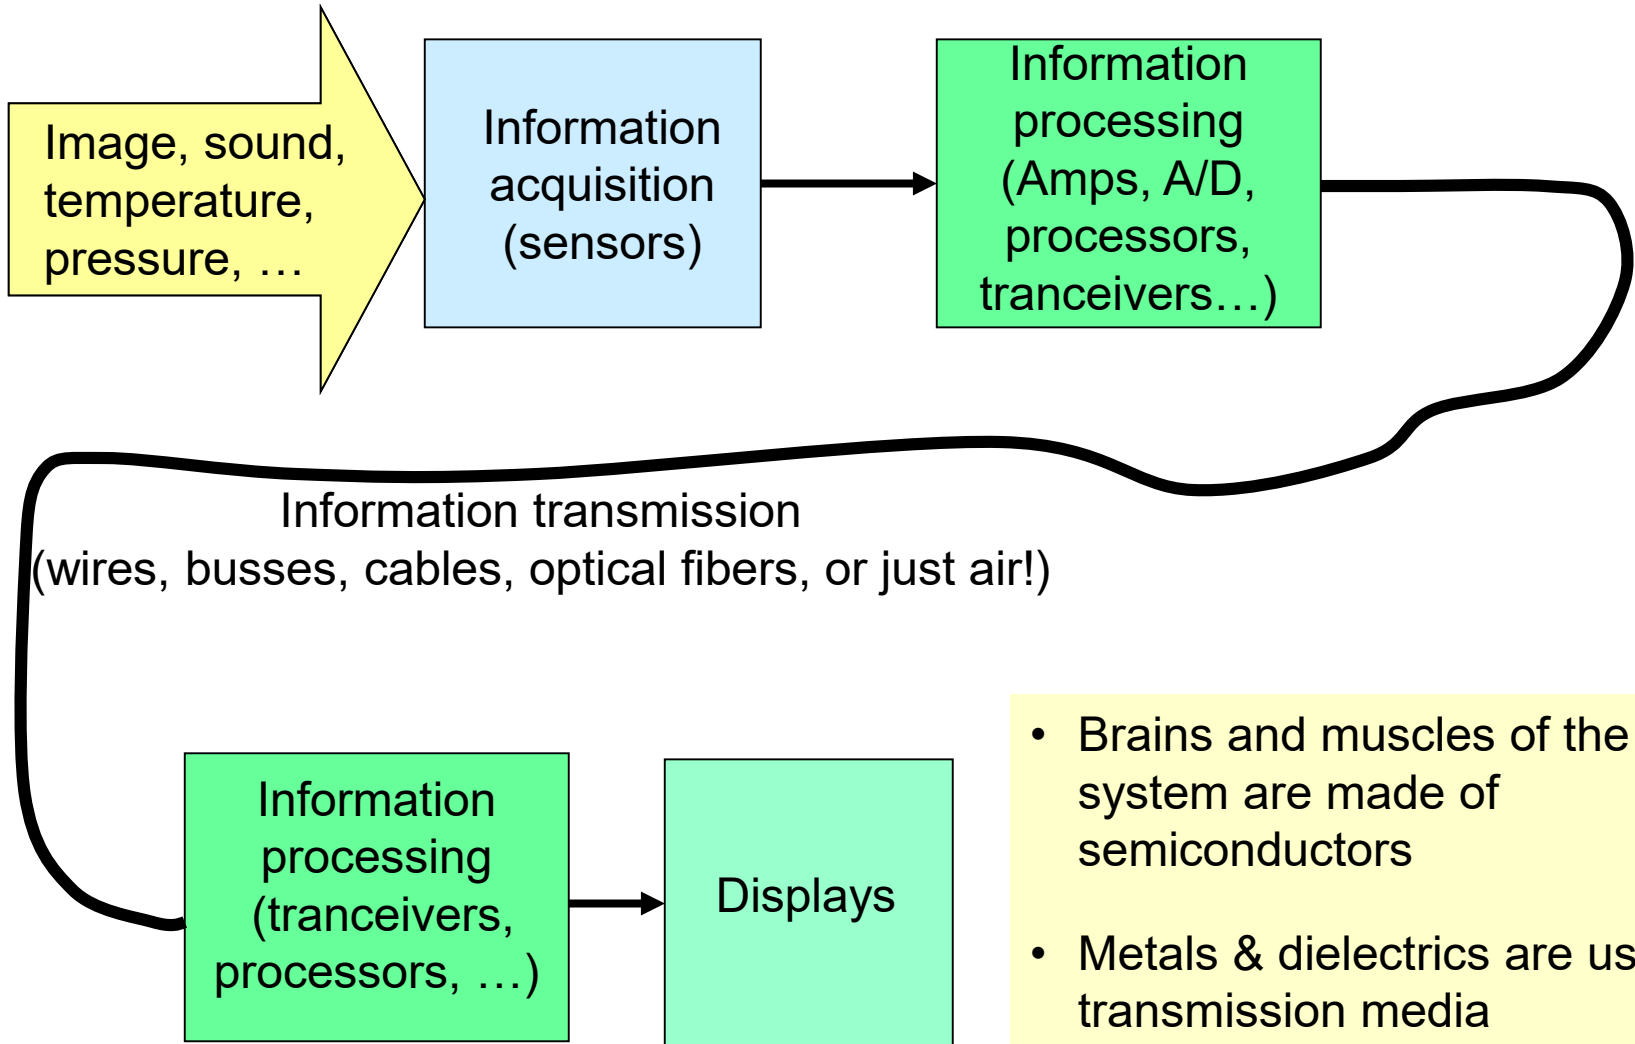 Image, sound,
temperature,
pressure, …
Information
acquisition
(sensors)
Information
processing
(Amps, A/D,
processors,
tranceivers…)
Information transmission
(wires, busses, cables, optical fibers, or just air!)
Information
processing
(tranceivers,
processors, …)
Displays
• Brains and muscles of the
system are made of
semiconductors
• Metals & dielectrics are us
transmission media